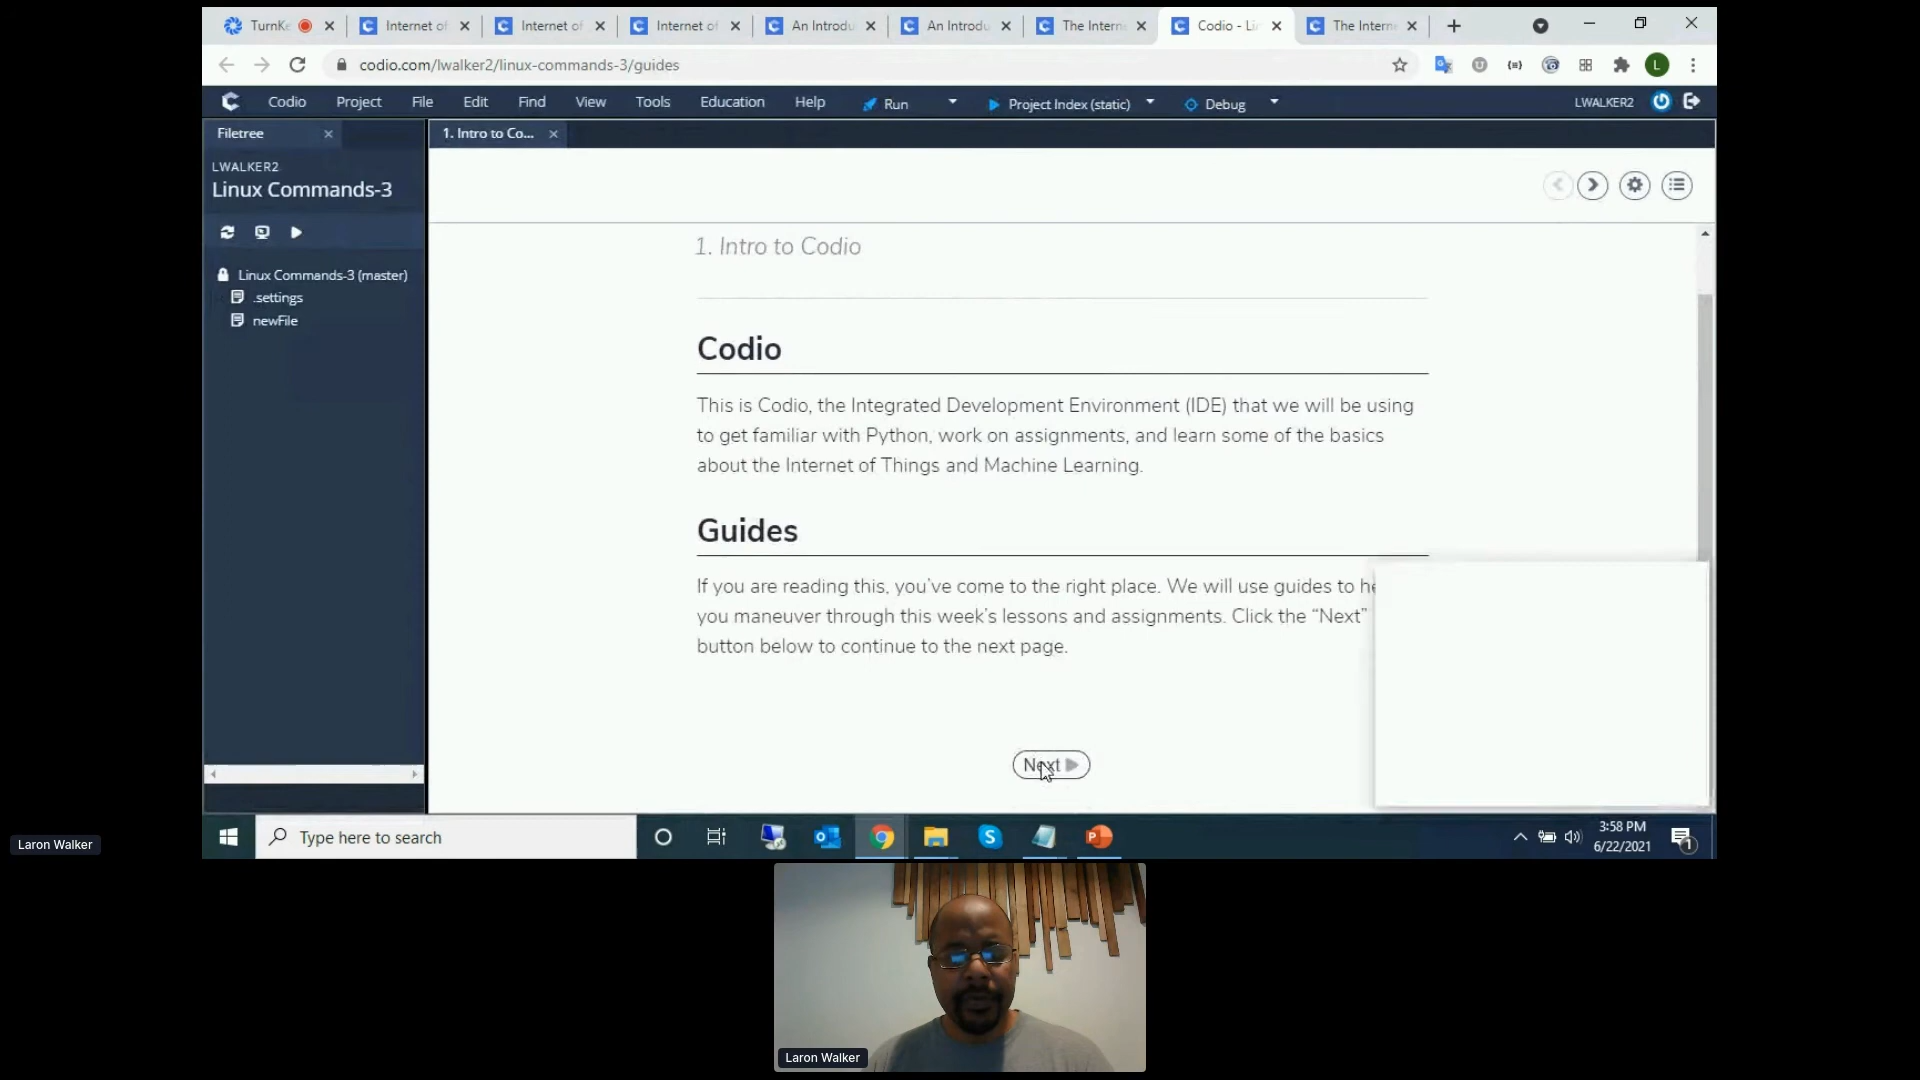 TurnKe
Internet of
Internet of
Internet of
An Introdu
An Introdu
The Intern
Codio - Li
The Intern
codio.com/lwalker2/linux-commands-3/guides
L
Codio Project File Edit Find View Tools Education Help Run Project Index (static) Debug LWALKER2
Filetree
1. Intro to Co...
LWALKER2
Linux Commands-3
Linux Commands-3 (master)
.settings
newFile
1. Intro to Codio
Codio
This is Codio, the Integrated Development Environment (IDE) that we will be using
to get familiar with Python, work on assignments, and learn some of the basics
about the Internet of Things and Machine Learning.
Guides
If you are reading this, you've come to the right place. We will use guides to he
you maneuver through this week's lessons and assignments. Click the “Next”
button below to continue to the next page.
Next
Type here to search
3:58 PM
6/22/2021
1
Laron Walker
Laron Walker